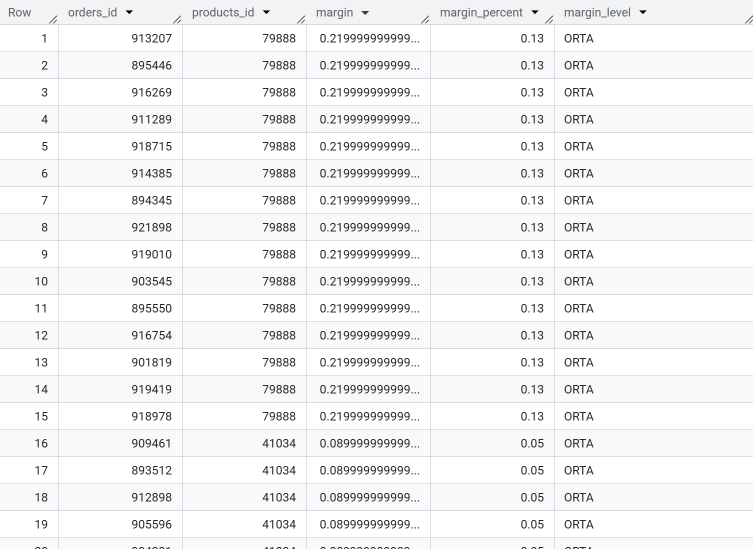 Row orders_id products_id margin margin_percent margin_level
1 913207 79888 0.219999999999... 0.13 ORTA
2 895446 79888 0.219999999999... 0.13 ORTA
3 916269 79888 0.219999999999... 0.13 ORTA
4 911289 79888 0.219999999999... 0.13 ORTA
5 918715 79888 0.219999999999... 0.13 ORTA
6 914385 79888 0.219999999999... 0.13 ORTA
7 894345 79888 0.219999999999... 0.13 ORTA
8 921898 79888 0.219999999999... 0.13 ORTA
9 919010 79888 0.219999999999... 0.13 ORTA
10 903545 79888 0.219999999999... 0.13 ORTA
11 895550 79888 0.219999999999... 0.13 ORTA
12 916754 79888 0.219999999999... 0.13 ORTA
13 901819 79888 0.219999999999... 0.13 ORTA
14 919419 79888 0.219999999999... 0.13 ORTA
15 918978 79888 0.219999999999... 0.13 ORTA
16 909461 41034 0.089999999999... 0.05 ORTA
17 893512 41034 0.089999999999... 0.05 ORTA
18 912898 41034 0.089999999999... 0.05 ORTA
19 905596 41034 0.089999999999... 0.05 ORTA